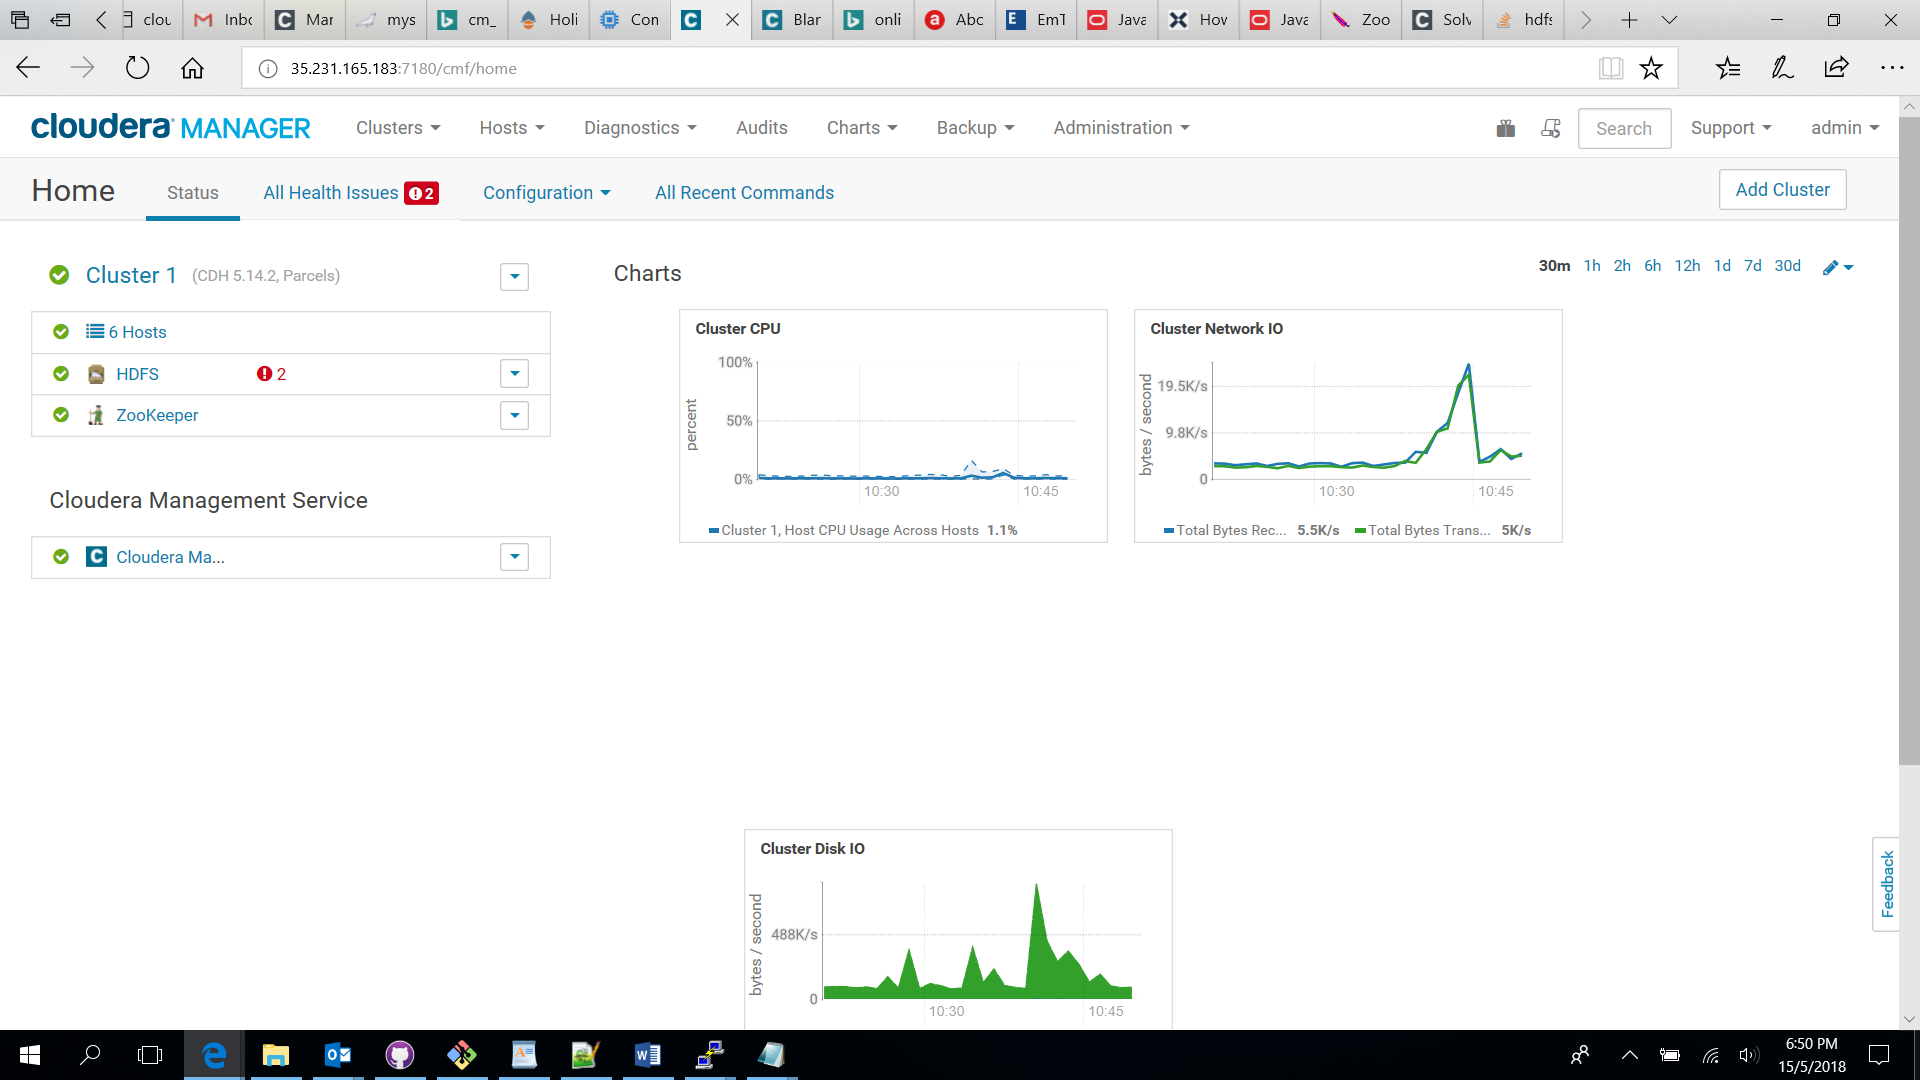 clou
Inbc
Mar
mys
cm_
Holi
Con
Blar
onli
Abc
EmT
Java
Hov
Java
Zoo
Solv
hdfs
35.231.165.183:7180/cmf/home
cloudera MANAGER
Clusters
Hosts
Diagnostics
Audits
Charts
Backup
Administration
Search
Support
admin
Home
Status
All Health Issues 2
Configuration
All Recent Commands
Add Cluster
Cluster 1 (CDH 5.14.2, Parcels)
6 Hosts
HDFS 2
ZooKeeper
Cloudera Management Service
Cloudera Ma...
Charts
30m 1h 2h 6h 12h 1d 7d 30d
Cluster CPU
percent
100%
50%
0%
10:30
10:45
Cluster 1, Host CPU Usage Across Hosts 1.1%
Cluster Network IO
bytes / second
19.5K/s
9.8K/s
0
10:30
10:45
Total Bytes Rec... 5.5K/s
Total Bytes Trans... 5K/s
Cluster Disk IO
bytes / second
488K/s
0
10:30
10:45
Feedback
6:50 PM
15/5/2018